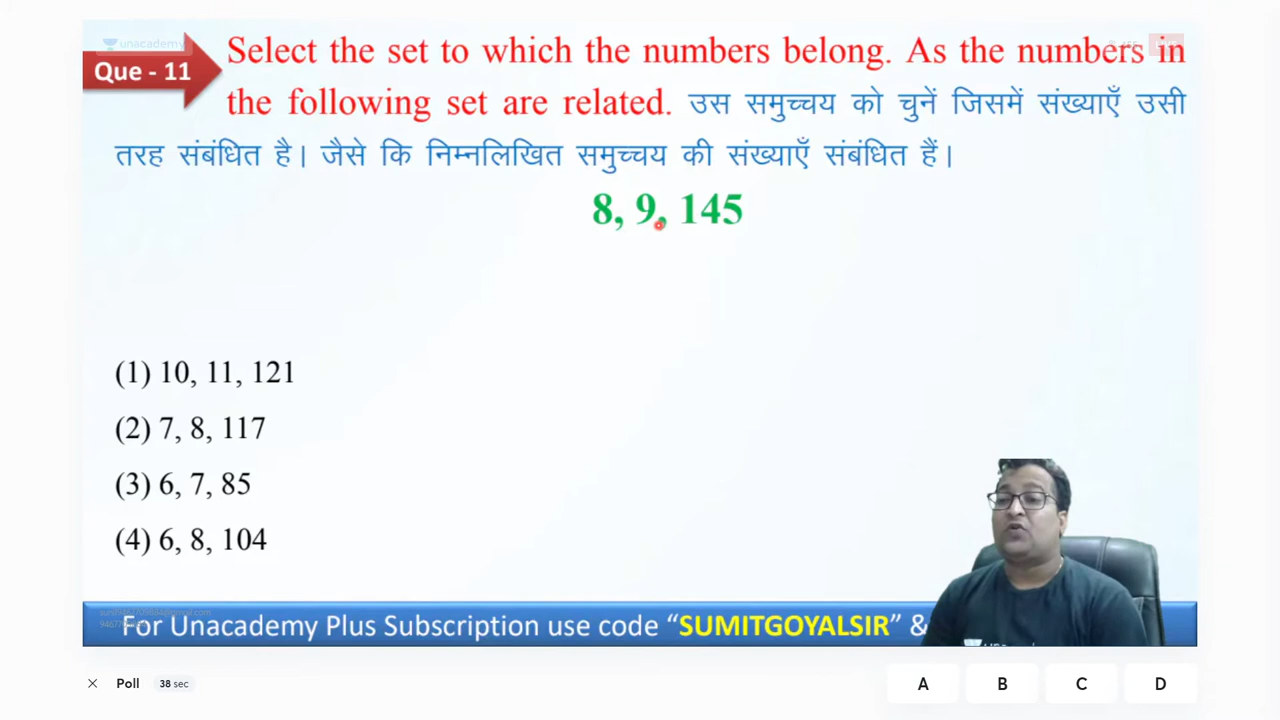 unacademy
Que - 11
Select the set to which the numbers belong. As the numbers in
the following set are related. उस समुच्चय को चुनें जिसमें संख्याएँ उसी
तरह संबंधित है। जैसे कि निम्नलिखित समुच्चय की संख्याएँ संबंधित हैं।
8, 9, 145
(1) 10, 11, 121
(2) 7, 8, 117
(3) 6, 7, 85
(4) 6, 8, 104
For Unacademy Plus Subscription use code “SUMITGOYALSIR” &
Poll 38 sec
A B C D